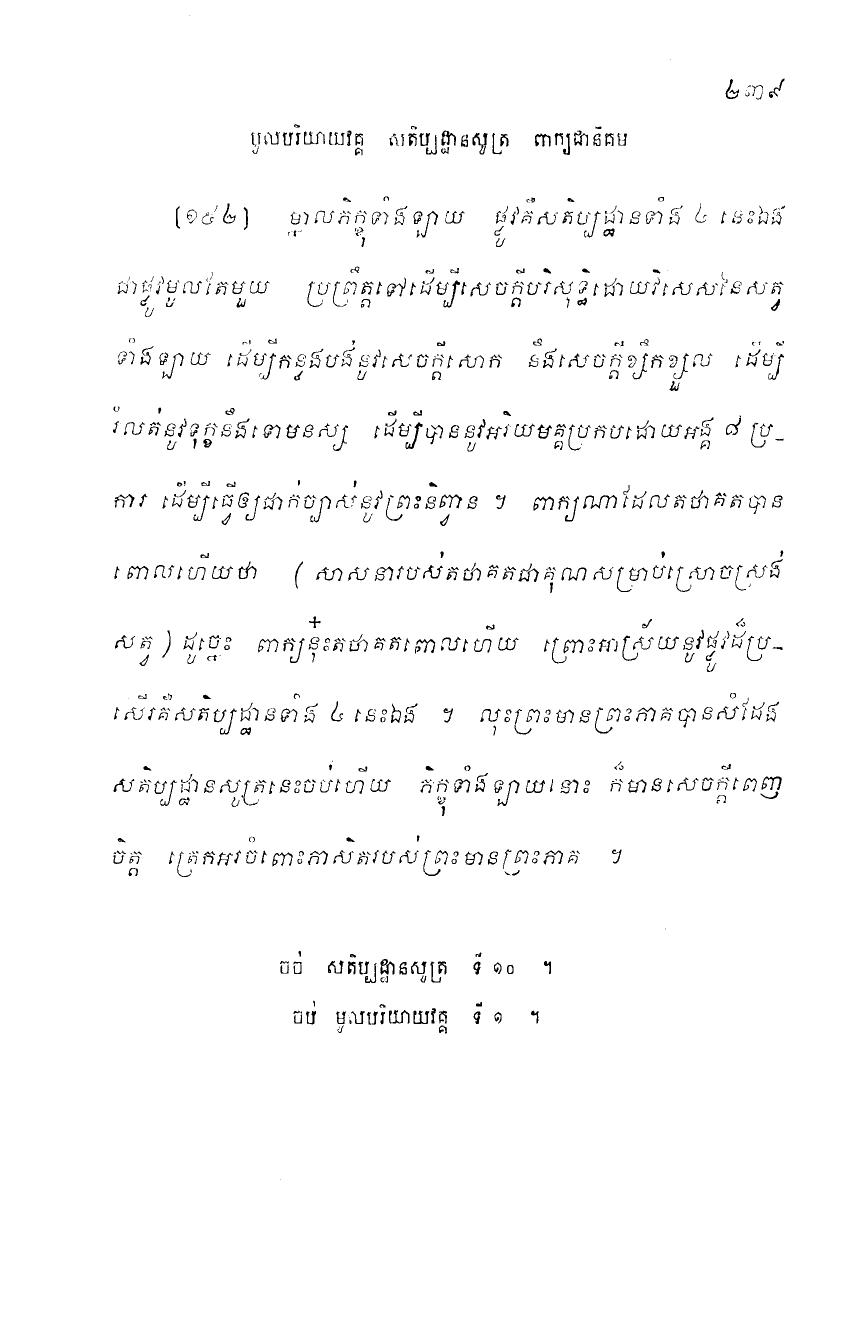 ២៣៩
មូលបរិយាយវគ្គ សតិប្បដ្ឋានសូត្រ ពាក្យជានិគម
(១៥២) ម្នាលភិក្ខុទាំងឡាយ ផ្លូវគឺសតិប្បដ្ឋានទាំង ៤ នេះឯង
ជាផ្លូវមូលតែមួយ ប្រព្រឹត្តទៅដើម្បីសេចក្តីបរិសុទ្ធិដោយវិសេសនៃសត្វ
ទាំងឡាយ ដើម្បីកន្លងបង់នូវសេចក្តីសោក នឹងសេចក្តីខ្សឹកខ្សួល ដើម្បី
រំលត់នូវទុក្ខនឹងទោមនស្ស ដើម្បីបាននូវអរិយមគ្គប្រកបដោយអង្គ ៨ ប្រ-
ការ ដើម្បីធ្វើឲ្យជាក់ច្បាស់នូវព្រះនិព្វាន ។ ពាក្យណាដែលតថាគតបាន
ពោលហើយថា ( សាសនារបស់តថាគតជាគុណសម្រាប់ស្រោចស្រង់
សត្វ ) ដូច្នេះ ពាក្យនុ៎ះតថាគតពោលហើយ ព្រោះអាស្រ័យនូវផ្លូវដ៏ប្រ-
សើរគឺសតិប្បដ្ឋានទាំង ៤ នេះឯង ។ លុះព្រះមានព្រះភាគបានសំដែង
សតិប្បដ្ឋានសូត្រនេះចប់ហើយ ភិក្ខុទាំងឡាយនោះ ក៏មានសេចក្តីពេញ
ចិត្ត ត្រេកអរចំពោះភាសិតរបស់ព្រះមានព្រះភាគ ។
ចប់ សតិប្បដ្ឋានសូត្រ ទី ១០ ។
ចប់ មូលបរិយាយវគ្គ ទី ១ ។